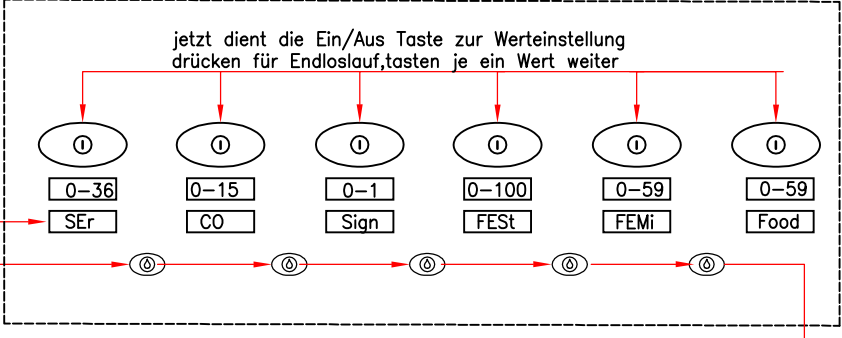 jetzt dient die Ein/Aus Taste zur Werteinstellung
drücken für Endloslauf,tasten je ein Wert weiter
0-36 0-15 0-1 0-100 0-59 0-59
SEr CO Sign FESt FEMi Food